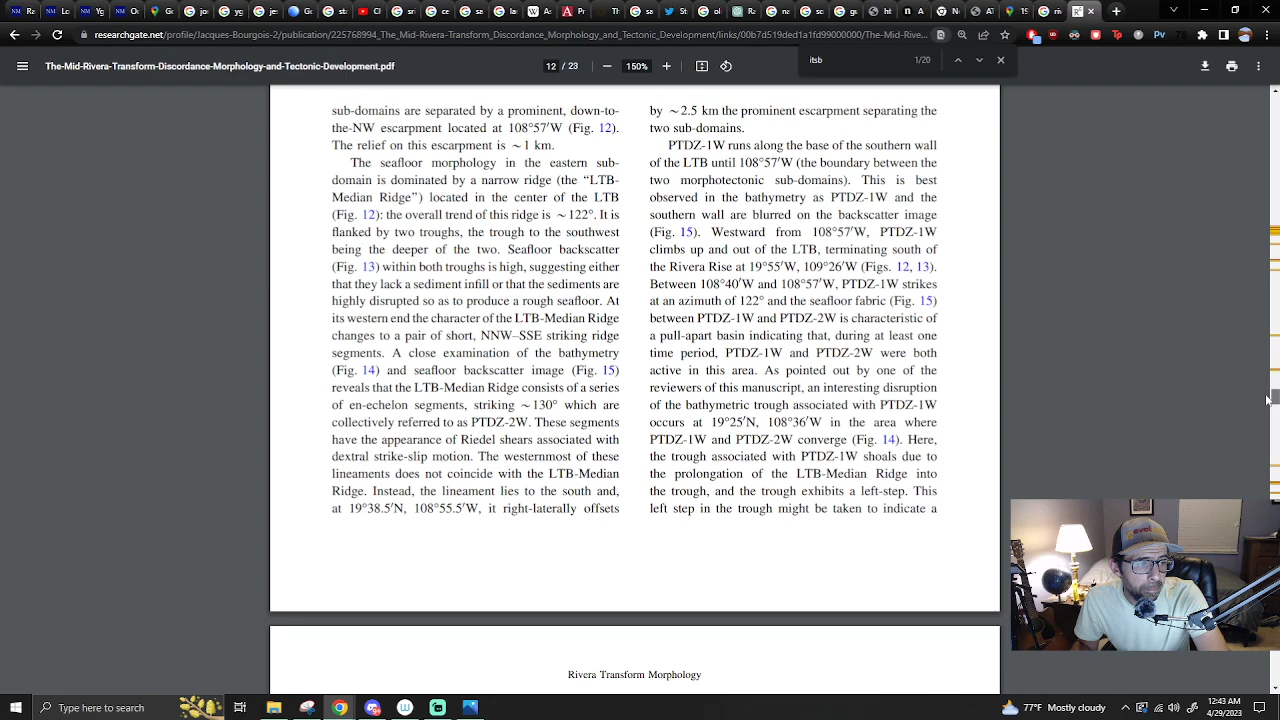 researchgate.net/profile/Jacques-Bourgois-2/publication/225768994_The_Mid-Rivera-Transform_Discordance_Morphology_and_Tectonic_Development/links/00b7d519ded1a1fd99000000/The-Mid-Rive...
The-Mid-Rivera-Transform-Discordance-Morphology-and-Tectonic-Development.pdf
12 / 23
150%
itsb
1/20
sub-domains are separated by a prominent, down-to-
the-NW escarpment located at 108°57′W (Fig. 12).
The relief on this escarpment is ~1 km.
The seafloor morphology in the eastern sub-
domain is dominated by a narrow ridge (the “LTB-
Median Ridge”) located in the center of the LTB
(Fig. 12): the overall trend of this ridge is ~122°. It is
flanked by two troughs, the trough to the southwest
being the deeper of the two. Seafloor backscatter
(Fig. 13) within both troughs is high, suggesting either
that they lack a sediment infill or that the sediments are
highly disrupted so as to produce a rough seafloor. At
its western end the character of the LTB-Median Ridge
changes to a pair of short, NNW–SSE striking ridge
segments. A close examination of the bathymetry
(Fig. 14) and seafloor backscatter image (Fig. 15)
reveals that the LTB-Median Ridge consists of a series
of en-echelon segments, striking ~130° which are
collectively referred to as PTDZ-2W. These segments
have the appearance of Riedel shears associated with
dextral strike-slip motion. The westernmost of these
lineaments does not coincide with the LTB-Median
Ridge. Instead, the lineament lies to the south and,
at 19°38.5′N, 108°55.5′W, it right-laterally offsets
by ~2.5 km the prominent escarpment separating the
two sub-domains.
PTDZ-1W runs along the base of the southern wall
of the LTB until 108°57′W (the boundary between the
two morphotectonic sub-domains). This is best
observed in the bathymetry as PTDZ-1W and the
southern wall are blurred on the backscatter image
(Fig. 15). Westward from 108°57′W, PTDZ-1W
climbs up and out of the LTB, terminating south of
the Rivera Rise at 19°55′W, 109°26′W (Figs. 12, 13).
Between 108°40′W and 108°57′W, PTDZ-1W strikes
at an azimuth of 122° and the seafloor fabric (Fig. 15)
between PTDZ-1W and PTDZ-2W is characteristic of
a pull-apart basin indicating that, during at least one
time period, PTDZ-1W and PTDZ-2W were both
active in this area. As pointed out by one of the
reviewers of this manuscript, an interesting disruption
of the bathymetric trough associated with PTDZ-1W
occurs at 19°25′N, 108°36′W in the area where
PTDZ-1W and PTDZ-2W converge (Fig. 14). Here,
the trough associated with PTDZ-1W shoals due to
the prolongation of the LTB-Median Ridge into
the trough, and the trough exhibits a left-step. This
left step in the trough might be taken to indicate a
Rivera Transform Morphology
Type here to search
77°F Mostly cloudy
12:43 AM
4/29/2023